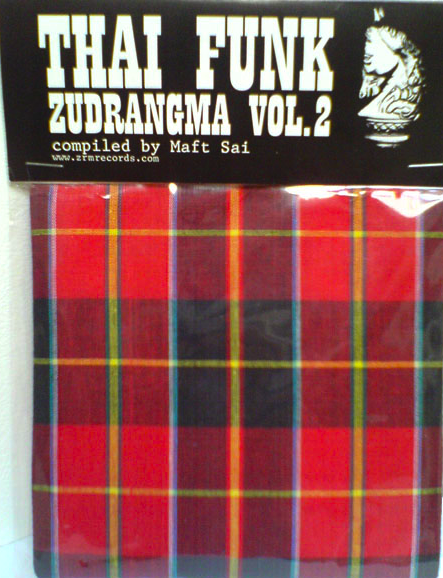 THAI FUNK
ZUDRANGMA VOL.2
compiled by Maft Sai
www.zrmrecords.com